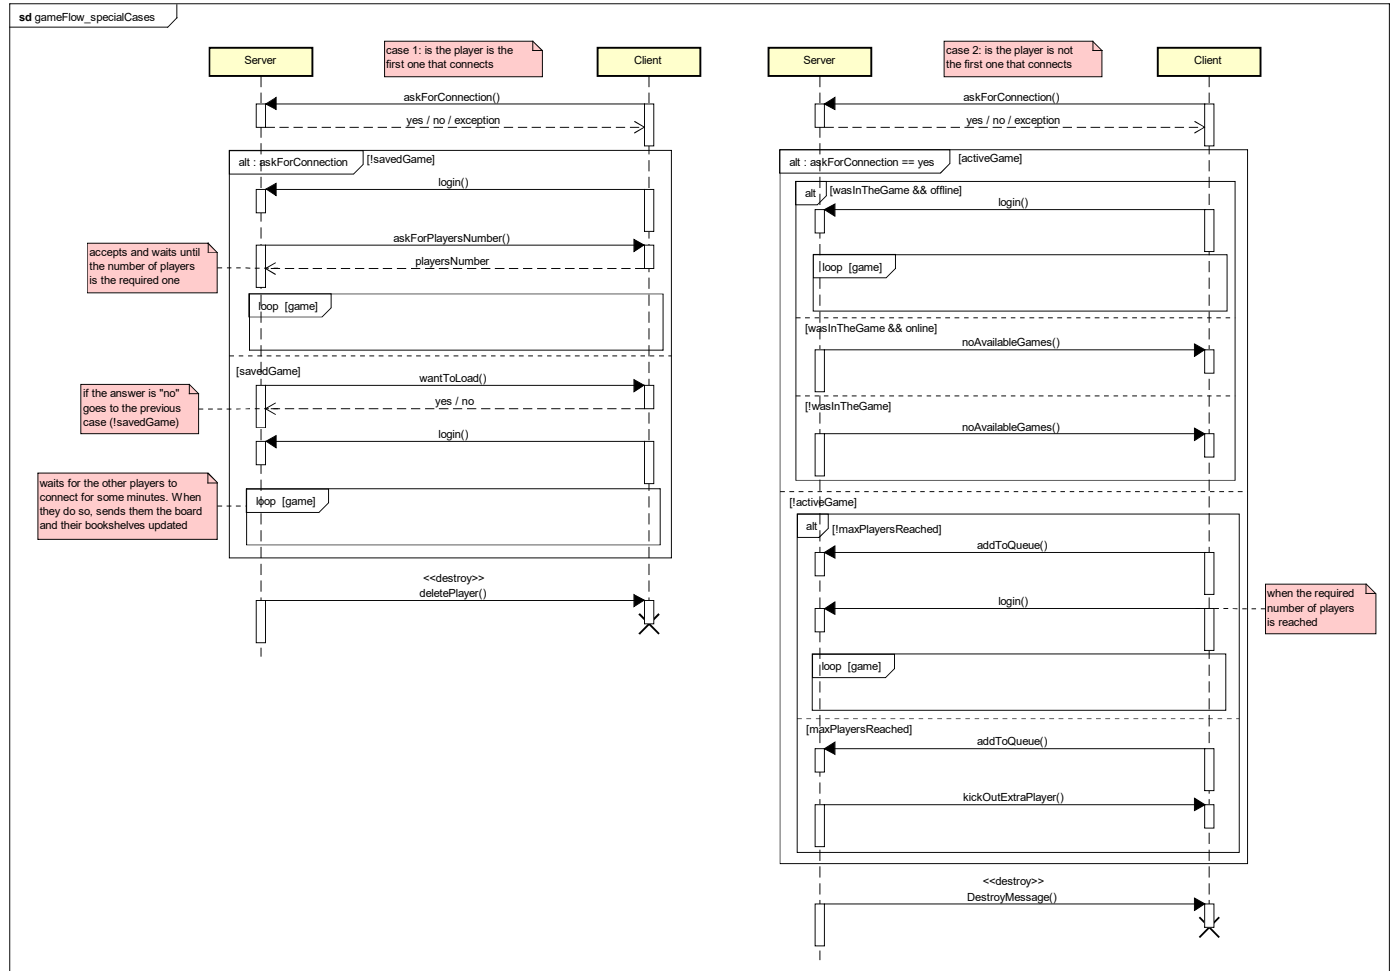 sd gameFlow_specialCases
Server
case 1: is the player is the
first one that connects
Client
askForConnection()
yes / no / exception
alt : askForConnection
[!savedGame]
login()
askForPlayersNumber()
accepts and waits until
the number of players
is the required one
playersNumber
loop [game]
[savedGame]
wantToLoad()
if the answer is "no"
goes to the previous
case (!savedGame)
yes / no
login()
waits for the other players to
connect for some minutes. When
they do so, sends them the board
and their bookshelves updated
loop [game]
<<destroy>>
deletePlayer()
Server
case 2: is the player is not
the first one that connects
Client
askForConnection()
yes / no / exception
alt : askForConnection == yes
[activeGame]
alt
[wasInTheGame && offline]
login()
loop [game]
[wasInTheGame && online]
noAvailableGames()
[!wasInTheGame]
noAvailableGames()
[!activeGame]
alt
[!maxPlayersReached]
addToQueue()
login()
when the required
number of players
is reached
loop [game]
[maxPlayersReached]
addToQueue()
kickOutExtraPlayer()
<<destroy>>
DestroyMessage()